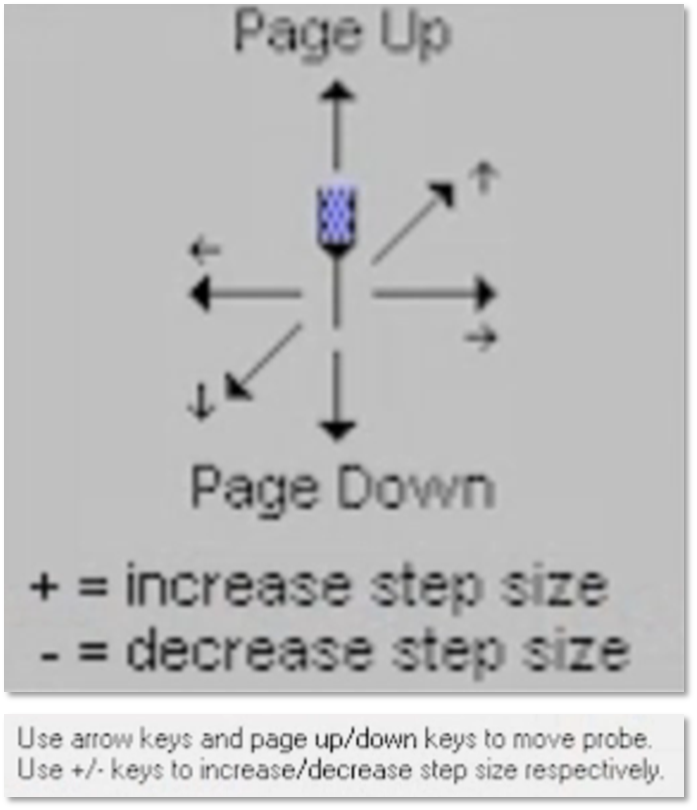 Page Up
↑
←
→
↓
Page Down
+ = increase step size
- = decrease step size
Use arrow keys and page up/down keys to move probe.
Use +/- keys to increase/decrease step size respectively.